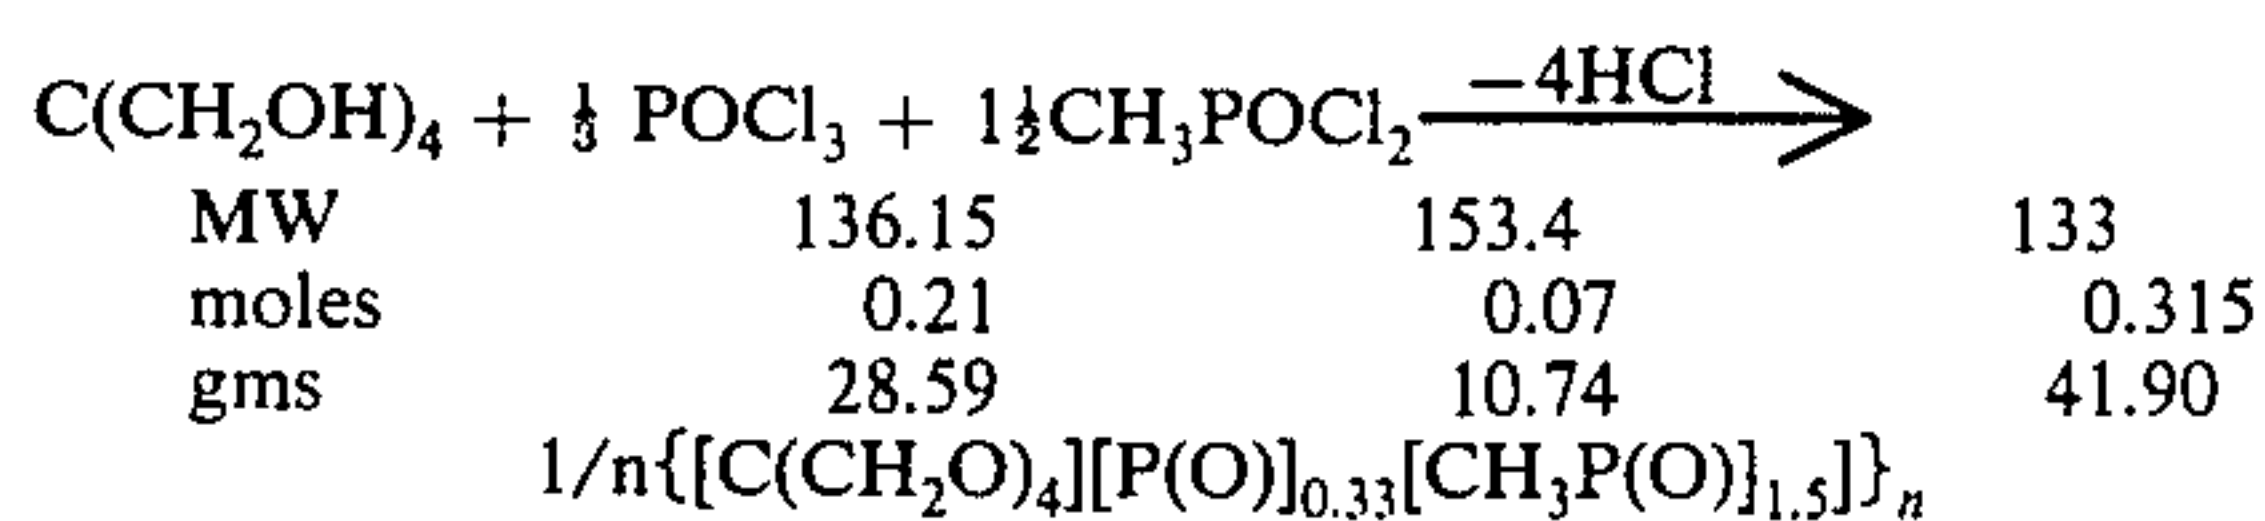 C(CH₂OH)₄ + ⅓ POCl₃ + 1½CH₃POCl₂ —4HCl
MW 136.15 153.4 133
moles 0.21 0.07 0.315
gms 28.59 10.74 41.90
1/n{[C(CH₂O)₄][P(O)]₀.₃₃[CH₃P(O)}₁.₅]}ₙ